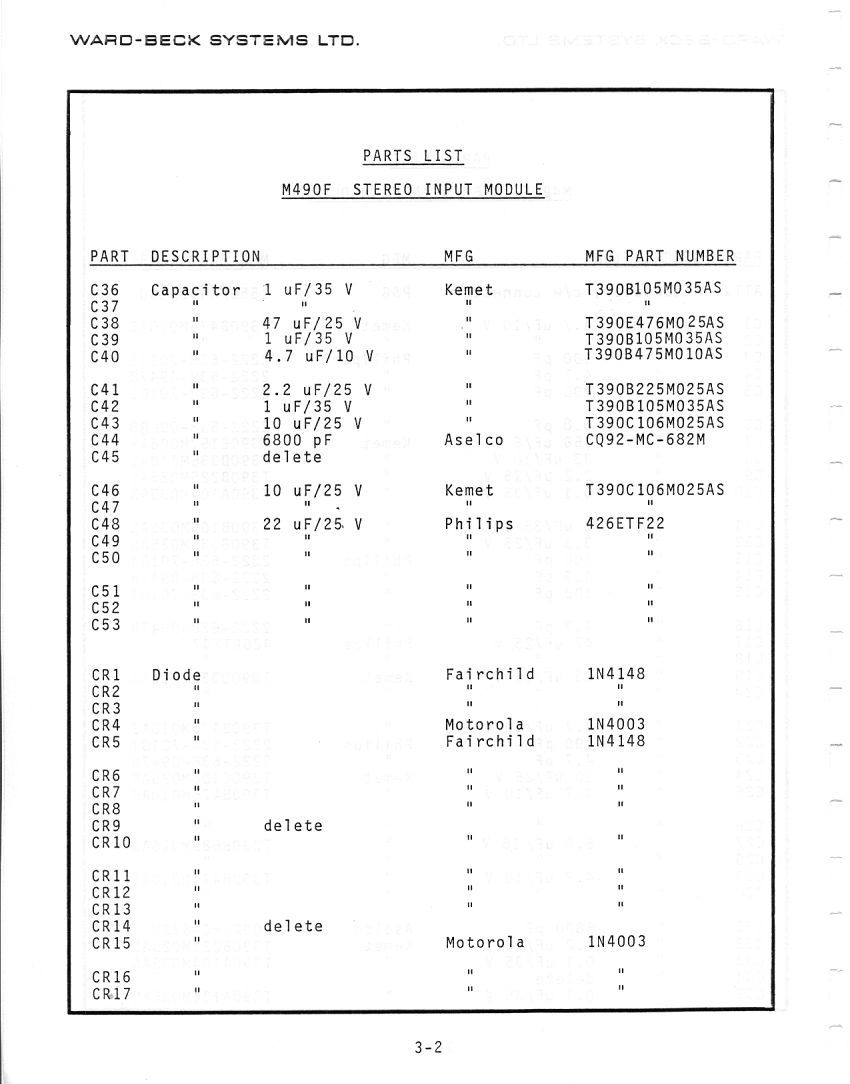 WARD-BECK SYSTEMS LTD.
PARTS LIST
M490F STEREO INPUT MODULE
PART DESCRIPTION MFG MFG PART NUMBER
C36 Capacitor 1 uF/35 V Kemet T390B105M035AS
C37 " " " "
C38 " 47 uF/25 V " T390E476M025AS
C39 " 1 uF/35 V " T390B105M035AS
C40 " 4.7 uF/10 V " T390B475M010AS
C41 " 2.2 uF/25 V " T390B225M025AS
C42 " 1 uF/35 V " T390B105M035AS
C43 " 10 uF/25 V " T390C106M025AS
C44 " 6800 pF Aselco CQ92-MC-682M
C45 " delete
C46 " 10 uF/25 V Kemet T390C106M025AS
C47 " " " "
C48 " 22 uF/25 V Philips 426ETF22
C49 " " " "
C50 " " " "
C51 " " " "
C52 " " " "
C53 " " " "
CR1 Diode Fairchild 1N4148
CR2 " " "
CR3 " " "
CR4 " Motorola 1N4003
CR5 " Fairchild 1N4148
CR6 " " "
CR7 " " "
CR8 " " "
CR9 " delete
CR10 " " "
CR11 " " "
CR12 " " "
CR13 " " "
CR14 " delete
CR15 " Motorola 1N4003
CR16 " " "
CR17 " " "
3-2